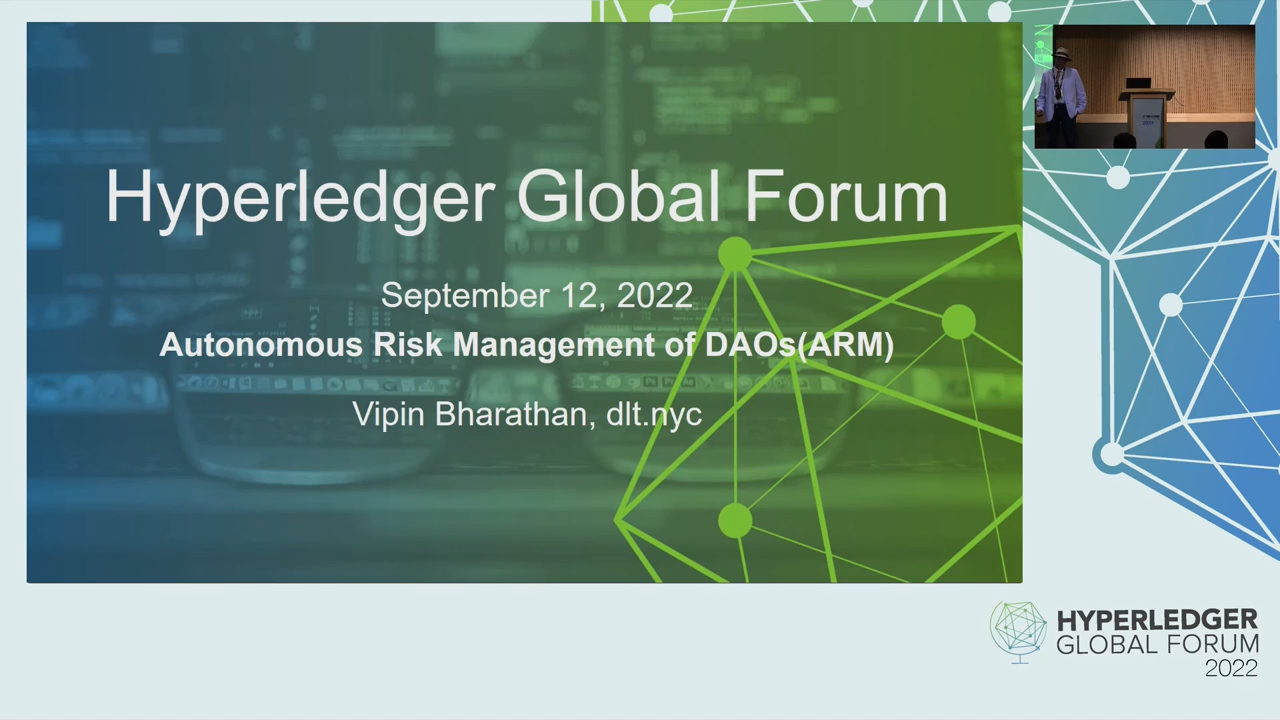 Hyperledger Global Forum
September 12, 2022
Autonomous Risk Management of DAOs(ARM)
Vipin Bharathan, dlt.nyc
HYPERLEDGER
GLOBAL FORUM
2022